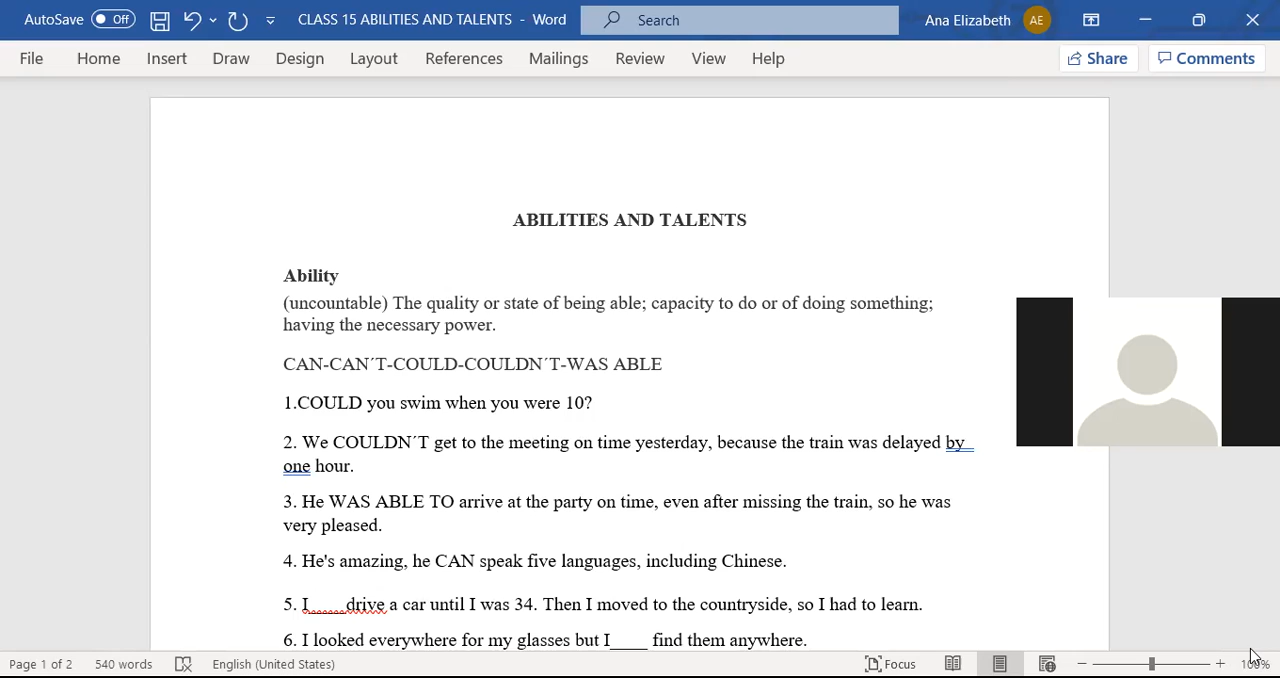 AutoSave Off CLASS 15 ABILITIES AND TALENTS - Word Search Ana Elizabeth AE
File Home Insert Draw Design Layout References Mailings Review View Help Share Comments
ABILITIES AND TALENTS
Ability
(uncountable) The quality or state of being able; capacity to do or of doing something;
having the necessary power.
CAN-CAN´T-COULD-COULDN´T-WAS ABLE
1.COULD you swim when you were 10?
2. We COULDN´T get to the meeting on time yesterday, because the train was delayed by
one hour.
3. He WAS ABLE TO arrive at the party on time, even after missing the train, so he was
very pleased.
4. He's amazing, he CAN speak five languages, including Chinese.
5. I____drive a car until I was 34. Then I moved to the countryside, so I had to learn.
6. I looked everywhere for my glasses but I____ find them anywhere.
Page 1 of 2 540 words English (United States) Focus 100%